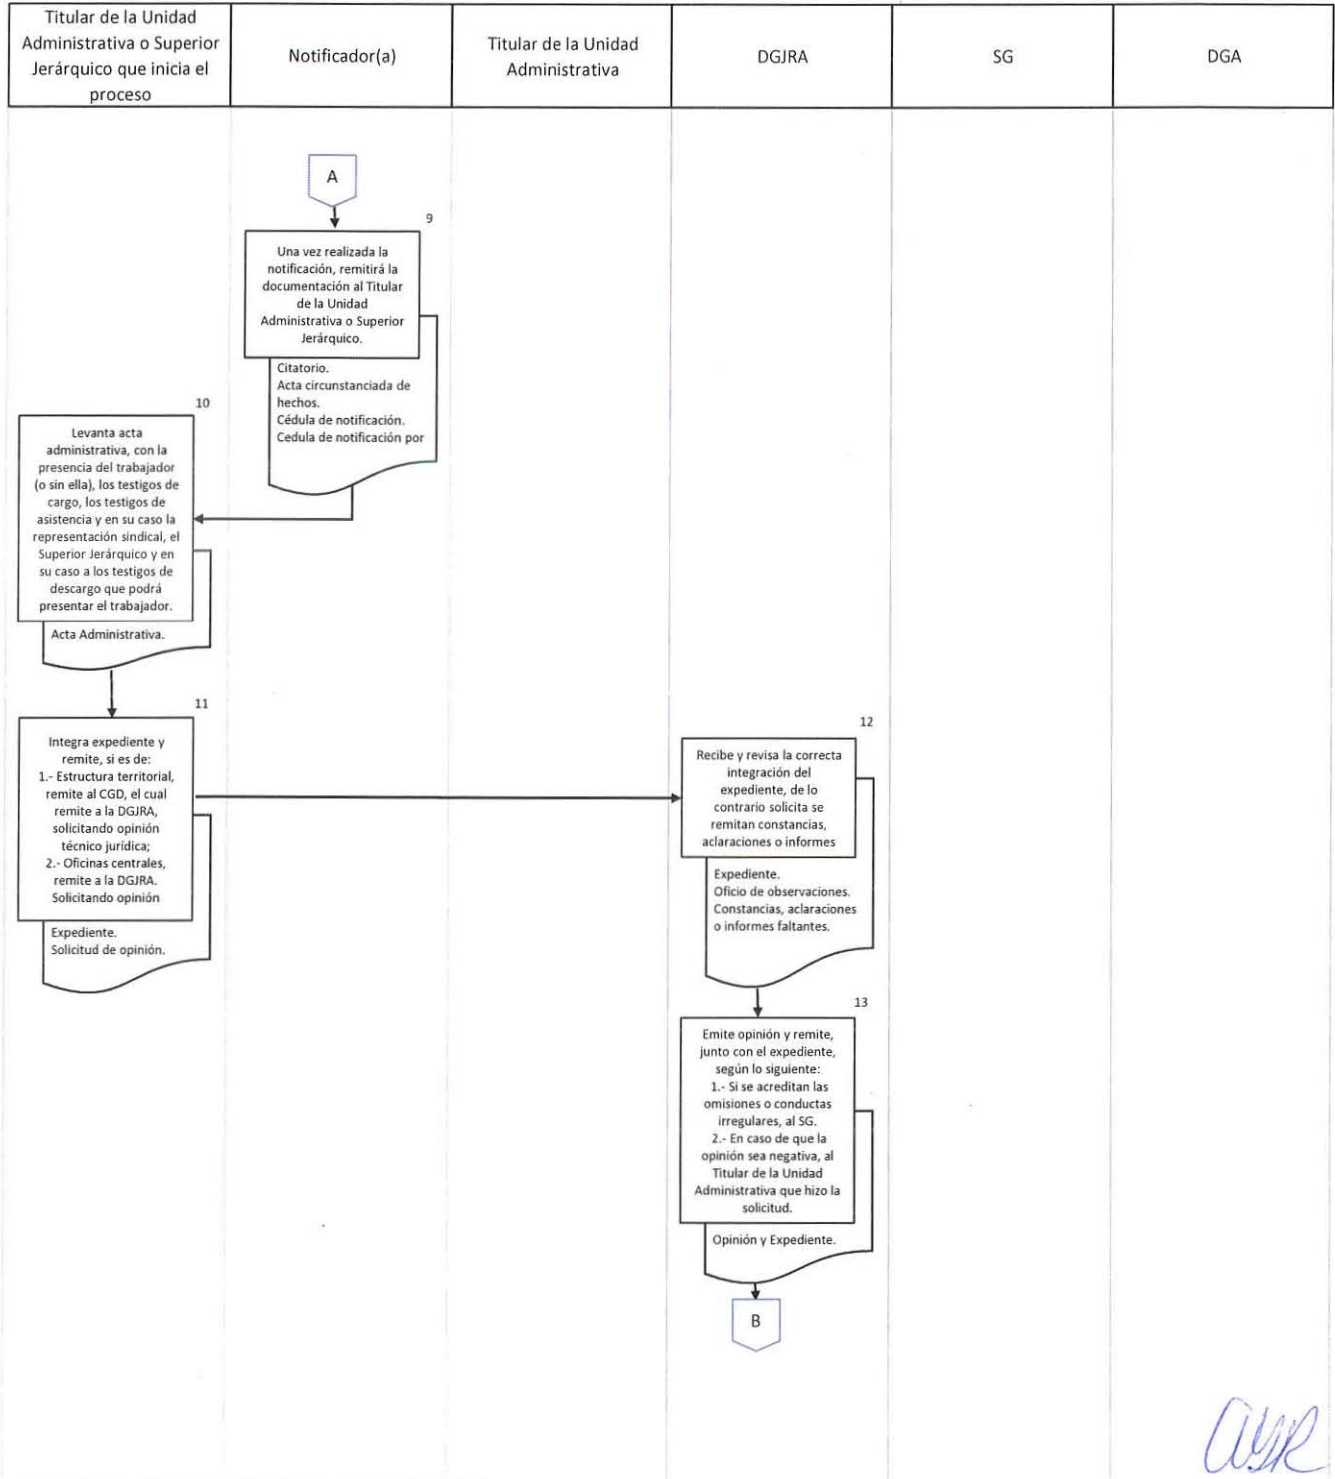 Titular de la Unidad
Administrativa o Superior
Jerárquico que inicia el
proceso
Notificador(a)
Titular de la Unidad
Administrativa
DGJRA
SG
DGA
A
9
Una vez realizada la
notificación, remitirá la
documentación al Titular
de la Unidad
Administrativa o Superior
Jerárquico.
Citatorio.
Acta circunstanciada de
hechos.
Cédula de notificación.
Cedula de notificación por
10
Levanta acta
administrativa, con la
presencia del trabajador
(o sin ella), los testigos de
cargo, los testigos de
asistencia y en su caso la
representación sindical, el
Superior Jerárquico y en
su caso a los testigos de
descargo que podrá
presentar el trabajador.
Acta Administrativa.
11
Integra expediente y
remite, si es de:
1.- Estructura territorial,
remite al CGD, el cual
remite a la DGJRA,
solicitando opinión
técnico jurídica;
2.- Oficinas centrales,
remite a la DGJRA.
Solicitando opinión
Expediente.
Solicitud de opinión.
12
Recibe y revisa la correcta
integración del
expediente, de lo
contrario solicita se
remitan constancias,
aclaraciones o informes
Expediente.
Oficio de observaciones.
Constancias, aclaraciones
o informes faltantes.
13
Emite opinión y remite,
junto con el expediente,
según lo siguiente:
1.- Si se acreditan las
omisiones o conductas
irregulares, al SG.
2.- En caso de que la
opinión sea negativa, al
Titular de la Unidad
Administrativa que hizo la
solicitud.
Opinión y Expediente.
B